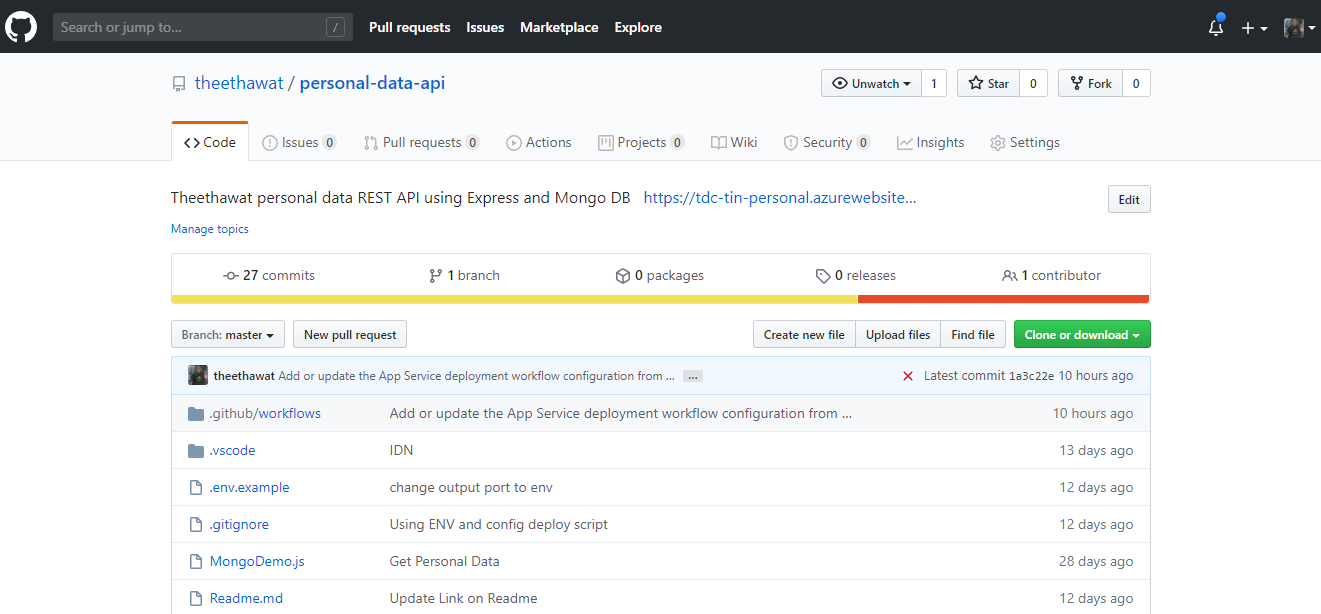 Search or jump to... / Pull requests Issues Marketplace Explore
theethawat / personal-data-api Unwatch 1 Star 0 Fork 0
Code Issues 0 Pull requests 0 Actions Projects 0 Wiki Security 0 Insights Settings
Theethawat personal data REST API using Express and Mongo DB https://tdc-tin-personal.azurewebsite... Edit
Manage topics
27 commits 1 branch 0 packages 0 releases 1 contributor
Branch: master New pull request Create new file Upload files Find file Clone or download
theethawat Add or update the App Service deployment workflow configuration from ... ... Latest commit 1a3c22e 10 hours ago
.github/workflows Add or update the App Service deployment workflow configuration from ... 10 hours ago
.vscode IDN 13 days ago
.env.example change output port to env 12 days ago
.gitignore Using ENV and config deploy script 12 days ago
MongoDemo.js Get Personal Data 28 days ago
Readme.md Update Link on Readme 12 days ago